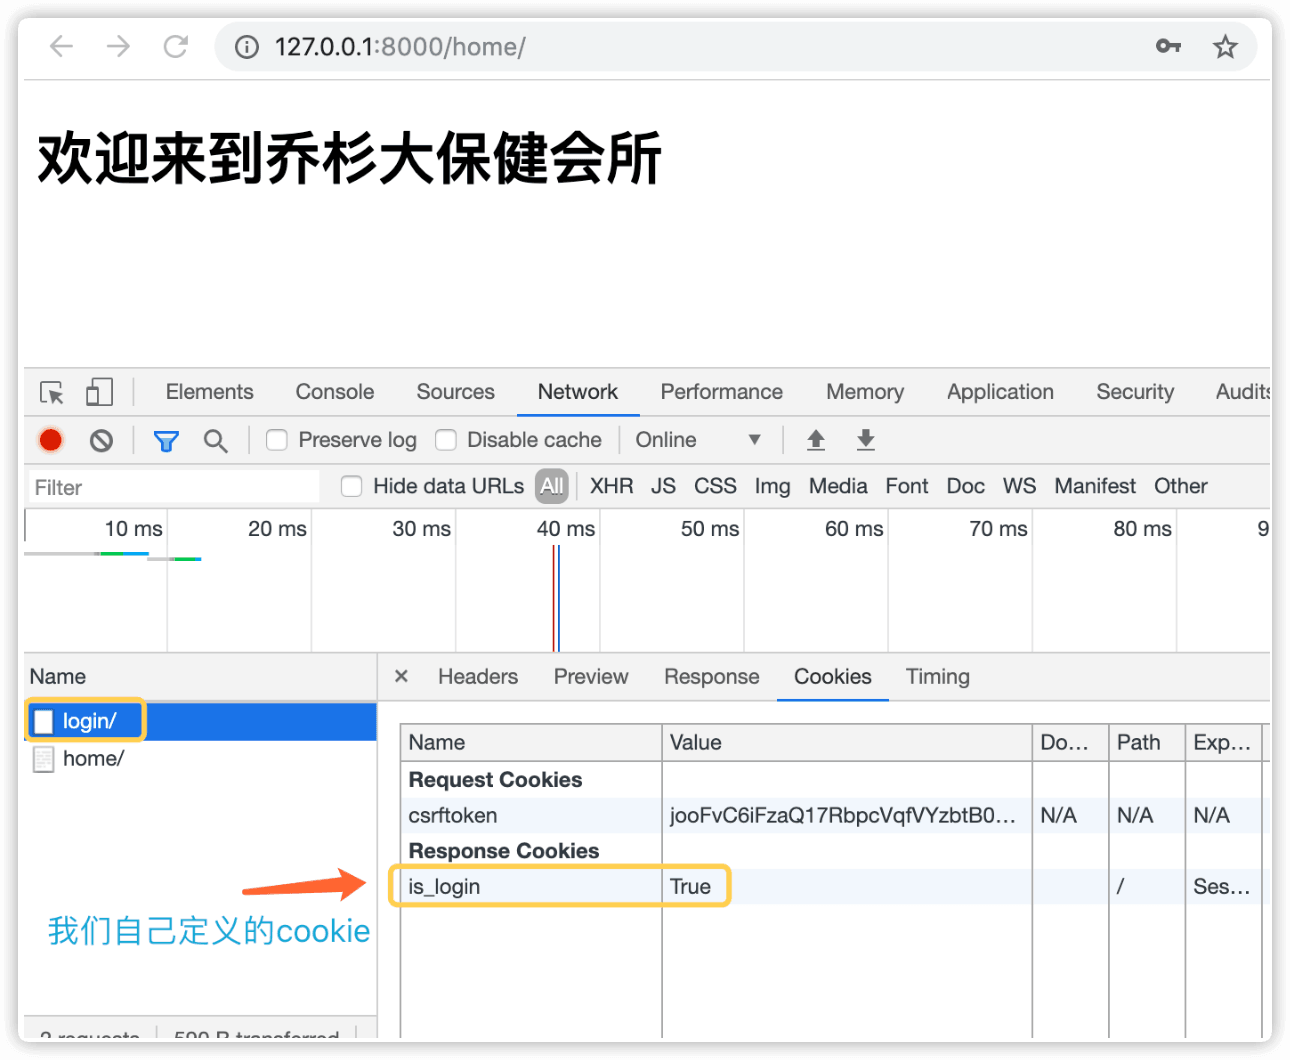 127.0.0.1:8000/home/
欢迎来到乔杉大保健会所
Elements Console Sources Network Performance Memory Application Security Audits
Preserve log Disable cache Online
Filter Hide data URLs All XHR JS CSS Img Media Font Doc WS Manifest Other
10 ms 20 ms 30 ms 40 ms 50 ms 60 ms 70 ms 80 ms 9
Name × Headers Preview Response Cookies Timing
login/
home/
Name Value Do... Path Exp...
Request Cookies
csrftoken jooFvC6iFzaQ17RbpcVqfVYzbtB0... N/A N/A N/A
Response Cookies
is_login True / Ses...
我们自己定义的cookie
2 requests 590 B transferred